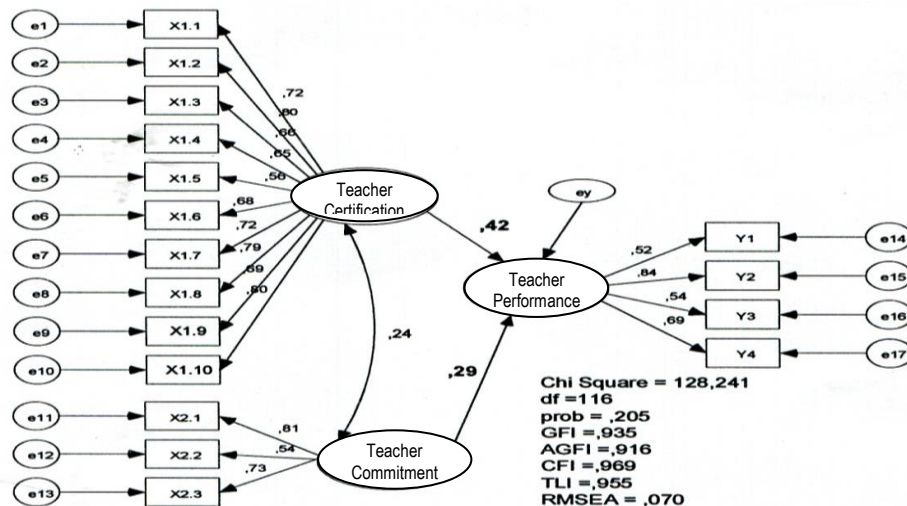 e1
X1.1
e2
X1.2
e3
X1.3
e4
X1.4
e5
X1.5
e6
X1.6
e7
X1.7
e8
X1.8
e9
X1.9
e10
X1.10
e11
X2.1
e12
X2.2
e13
X2.3
,72
,80
,66
,65
,56
,68
,72
,79
,69
,80
Teacher
Certification
,24
,81
,54
,73
Teacher
Commitment
,42
,29
ey
Teacher
Performance
,52
,84
,54
,69
Y1
e14
Y2
e15
Y3
e16
Y4
e17
Chi Square = 128,241
df =116
prob = ,205
GFI =,935
AGFI =,916
CFI =,969
TLI =,955
RMSEA = ,070